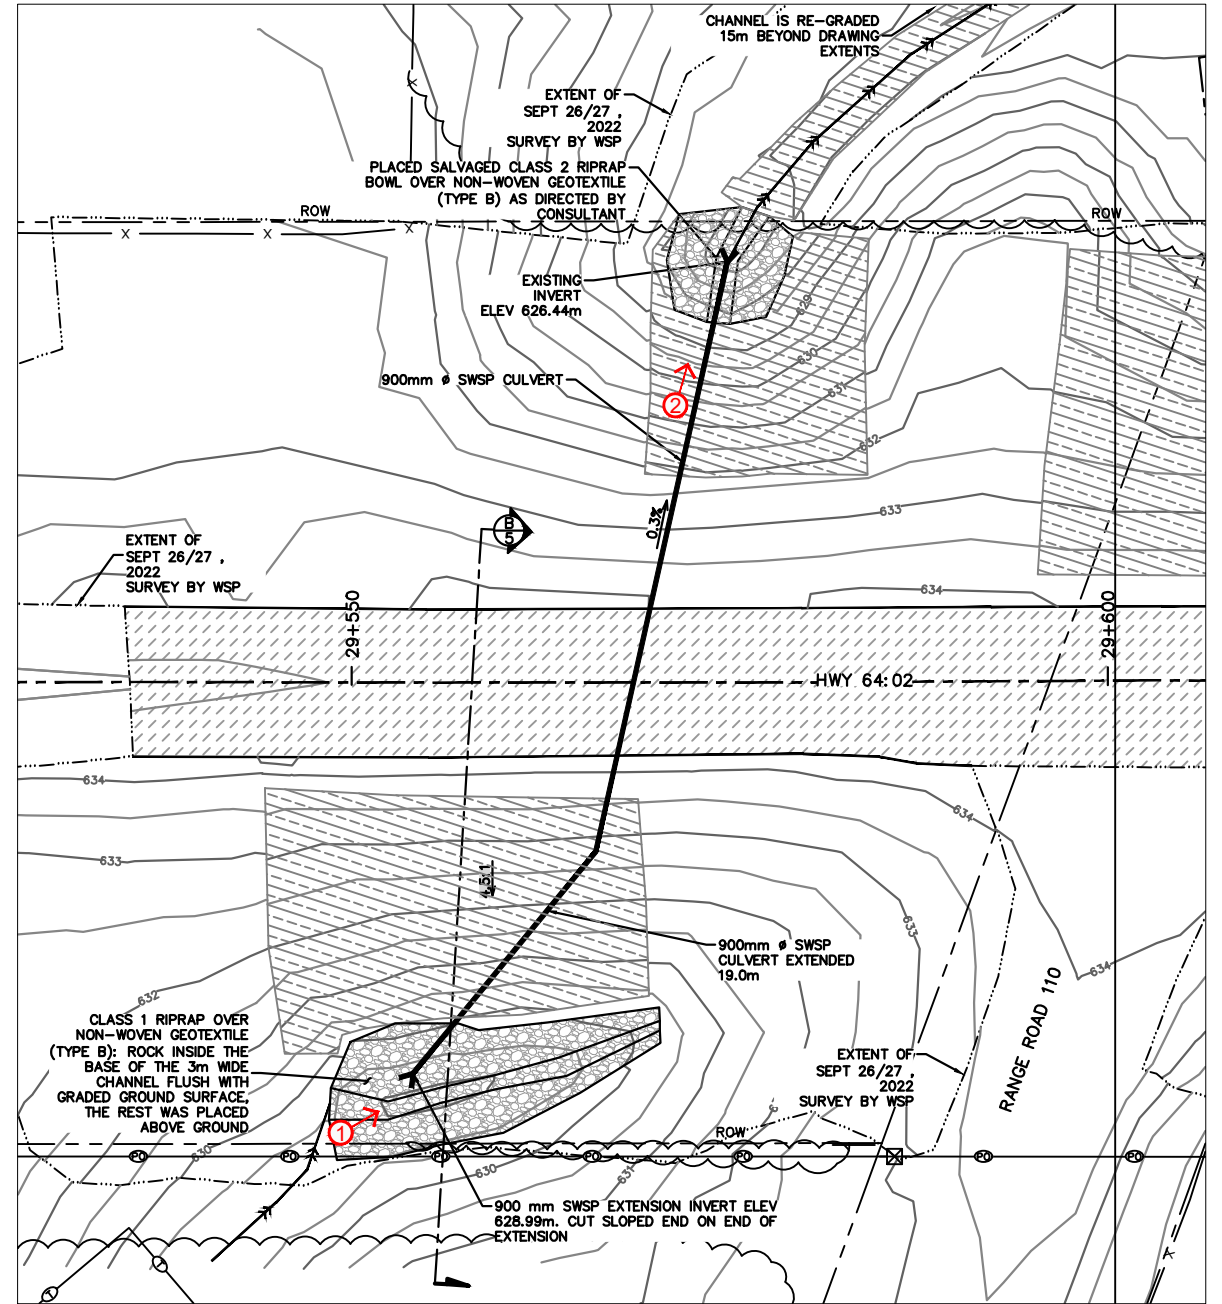 CHANNEL IS RE-GRADED
15m BEYOND DRAWING
EXTENTS
EXTENT OF
SEPT 26/27 ,
2022
SURVEY BY WSP
PLACED SALVAGED CLASS 2 RIPRAP
BOWL OVER NON-WOVEN GEOTEXTILE
(TYPE B) AS DIRECTED BY
CONSULTANT
ROW
ROW
X
X
X
X
EXISTING
INVERT
ELEV 626.44m
629
630
631
632
900mm ø SWSP CULVERT
2
633
0.3%
B
5
EXTENT OF
SEPT 26/27 ,
2022
SURVEY BY WSP
634
29+550
29+600
HWY 64:02
634
634
633
4.5:1
633
900mm ø SWSP
CULVERT EXTENDED
19.0m
634
632
CLASS 1 RIPRAP OVER
NON-WOVEN GEOTEXTILE
(TYPE B): ROCK INSIDE THE
BASE OF THE 3m WIDE
CHANNEL FLUSH WITH
GRADED GROUND SURFACE,
THE REST WAS PLACED
ABOVE GROUND
RANGE ROAD 110
EXTENT OF
SEPT 26/27 ,
2022
SURVEY BY WSP
1
ROW
630
PO
PO
PO
PO
PO
PO
PO
630
631
900 mm SWSP EXTENSION INVERT ELEV
628.99m. CUT SLOPED END ON END OF
EXTENSION
X